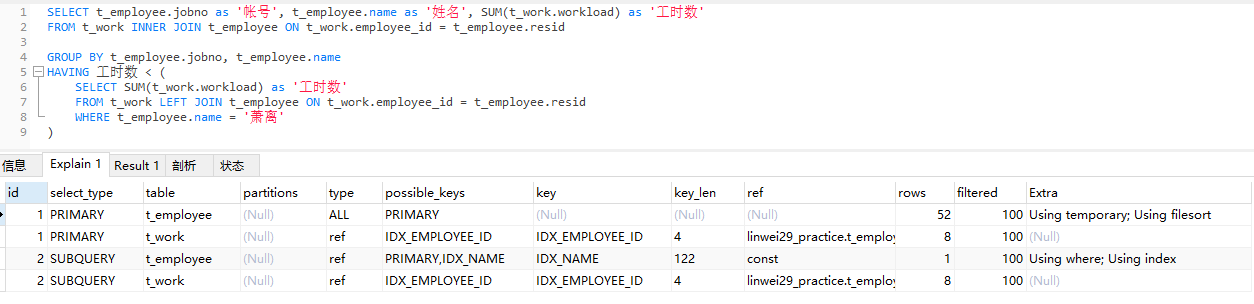 1 SELECT t_employee.jobno as '帐号', t_employee.name as '姓名', SUM(t_work.workload) as '工时数'
2 FROM t_work INNER JOIN t_employee ON t_work.employee_id = t_employee.resid
3
4 GROUP BY t_employee.jobno, t_employee.name
5 HAVING 工时数 < (
6 SELECT SUM(t_work.workload) as '工时数'
7 FROM t_work LEFT JOIN t_employee ON t_work.employee_id = t_employee.resid
8 WHERE t_employee.name = '萧离'
9 )
信息 Explain 1 Result 1 剖析 状态
id select_type table partitions type possible_keys key key_len ref rows filtered Extra
1 PRIMARY t_employee (Null) ALL PRIMARY (Null) (Null) (Null) 52 100 Using temporary; Using filesort
1 PRIMARY t_work (Null) ref IDX_EMPLOYEE_ID IDX_EMPLOYEE_ID 4 linwei29_practice.t_employ 8 100 (Null)
2 SUBQUERY t_employee (Null) ref PRIMARY,IDX_NAME IDX_NAME 122 const 1 100 Using where; Using index
2 SUBQUERY t_work (Null) ref IDX_EMPLOYEE_ID IDX_EMPLOYEE_ID 4 linwei29_practice.t_employ 8 100 (Null)